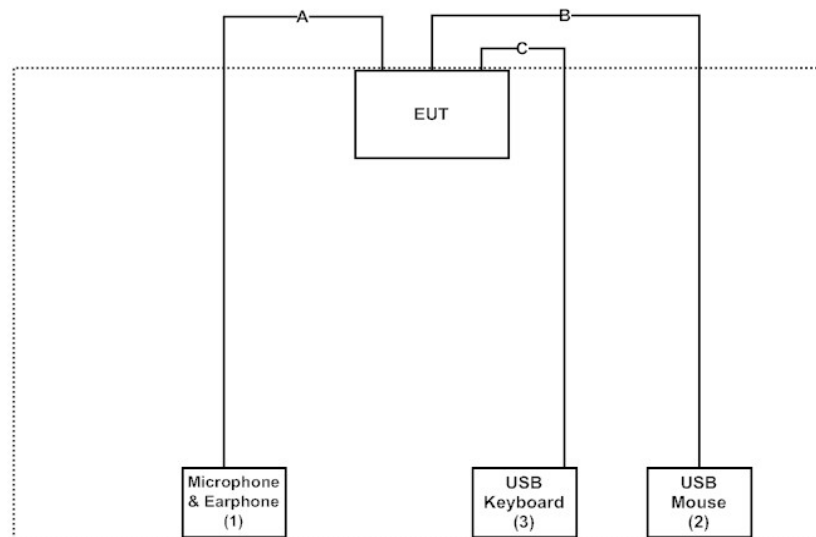 A
B
C
EUT
Microphone
& Earphone
(1)
USB
Keyboard
(3)
USB
Mouse
(2)